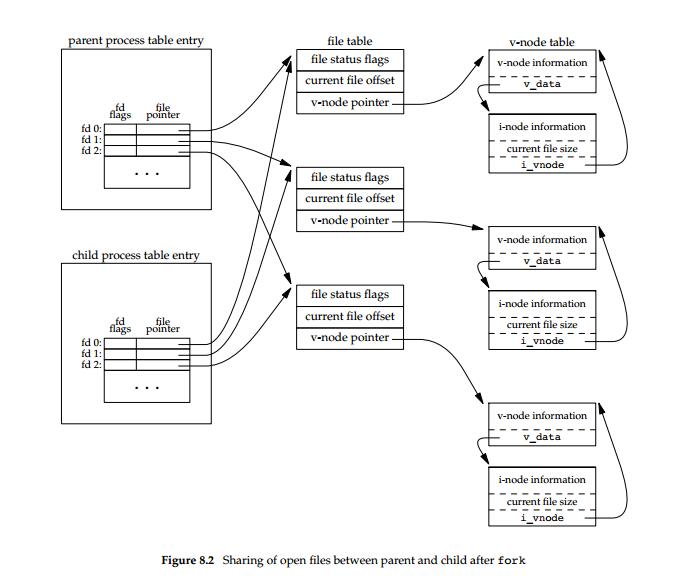 parent process table entry
fd flags
file pointer
fd 0:
fd 1:
fd 2:
. . .
child process table entry
fd flags
file pointer
fd 0:
fd 1:
fd 2:
. . .
file table
file status flags
current file offset
v-node pointer
file status flags
current file offset
v-node pointer
file status flags
current file offset
v-node pointer
v-node table
v-node information
v_data
i-node information
current file size
i_vnode
v-node information
v_data
i-node information
current file size
i_vnode
v-node information
v_data
i-node information
current file size
i_vnode
Figure 8.2 Sharing of open files between parent and child after fork